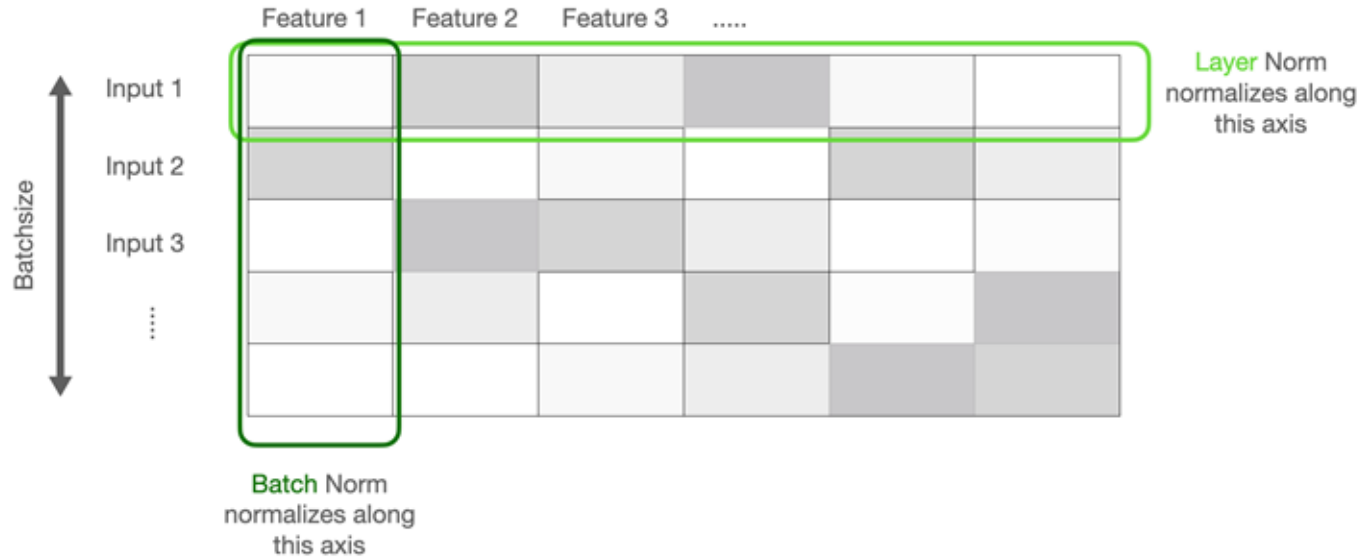 Feature 1
Feature 2
Feature 3
.....
Input 1
Input 2
Input 3
.....
Batchsize
Layer Norm
normalizes along
this axis
Batch Norm
normalizes along
this axis